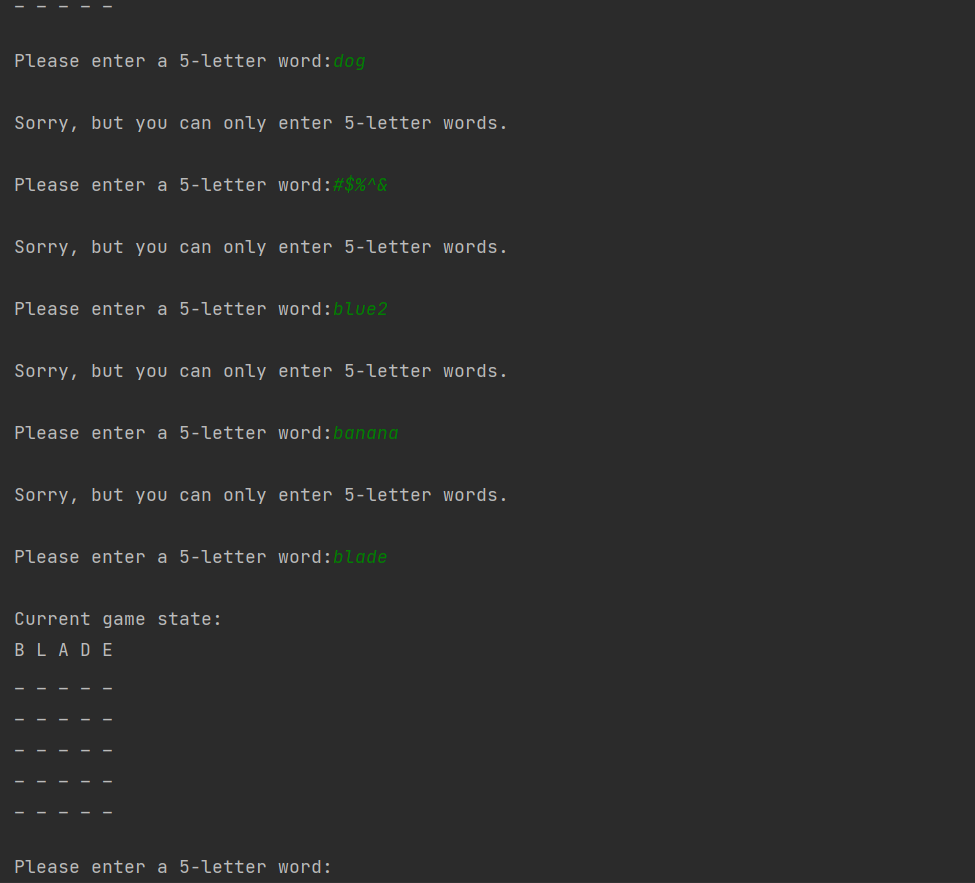 _ _ _ _ _
Please enter a 5-letter word:dog
Sorry, but you can only enter 5-letter words.
Please enter a 5-letter word:#$%^&
Sorry, but you can only enter 5-letter words.
Please enter a 5-letter word:blue2
Sorry, but you can only enter 5-letter words.
Please enter a 5-letter word:banana
Sorry, but you can only enter 5-letter words.
Please enter a 5-letter word:blade
Current game state:
B L A D E
_ _ _ _ _
_ _ _ _ _
_ _ _ _ _
_ _ _ _ _
_ _ _ _ _
Please enter a 5-letter word: